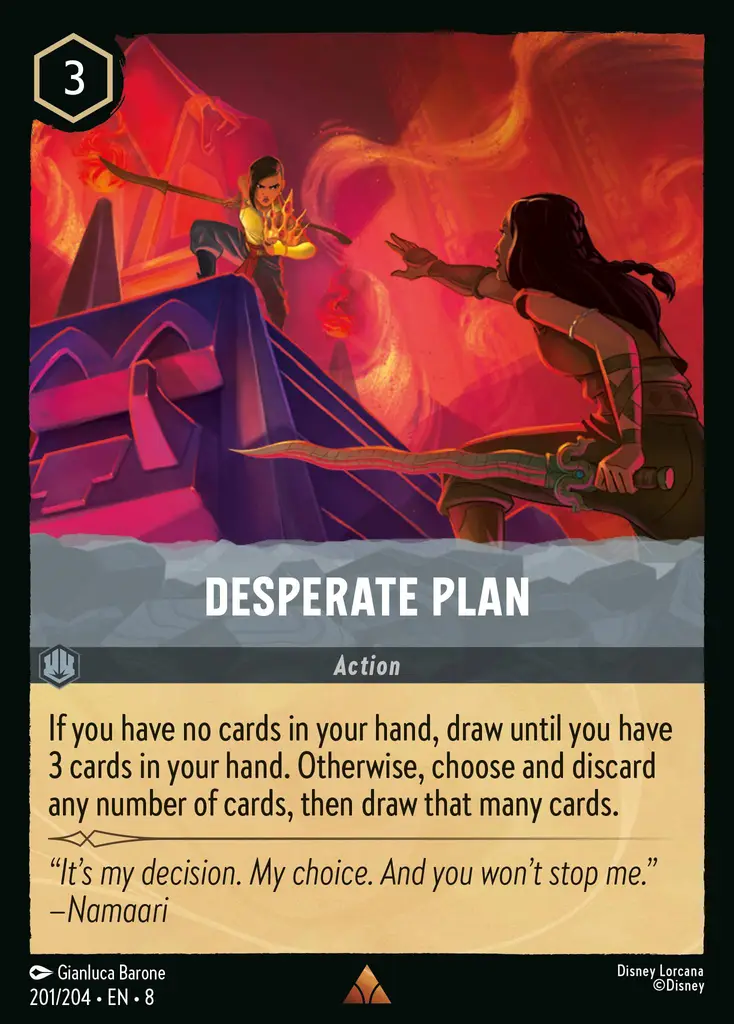 3
DESPERATE PLAN
Action
If you have no cards in your hand, draw until you have
3 cards in your hand. Otherwise, choose and discard
any number of cards, then draw that many cards.
“It’s my decision. My choice. And you won’t stop me.”
–Namaari
Gianluca Barone
Disney Lorcana
201/204 • EN • 8
©Disney